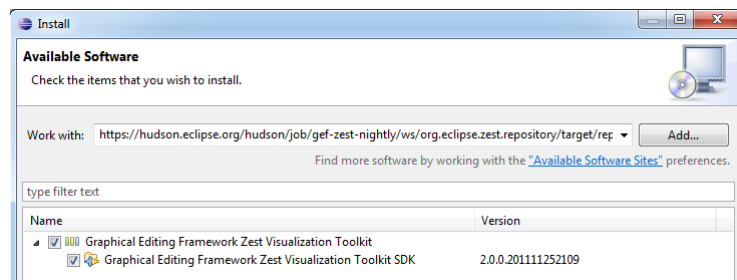 Install
Available Software
Check the items that you wish to install.
Work with: https://hudson.eclipse.org/hudson/job/gef-zest-nightly/ws/org.eclipse.zest.repository/target/rep Add...
Find more software by working with the "Available Software Sites" preferences.
type filter text
Name Version
Graphical Editing Framework Zest Visualization Toolkit
Graphical Editing Framework Zest Visualization Toolkit SDK 2.0.0.201111252109